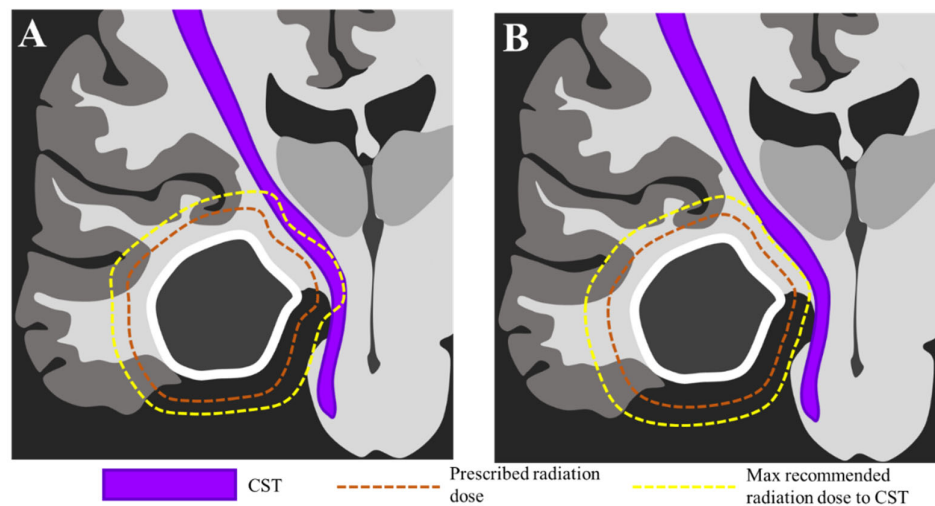 A
B
CST
Prescribed radiation
dose
Max recommended
radiation dose to CST